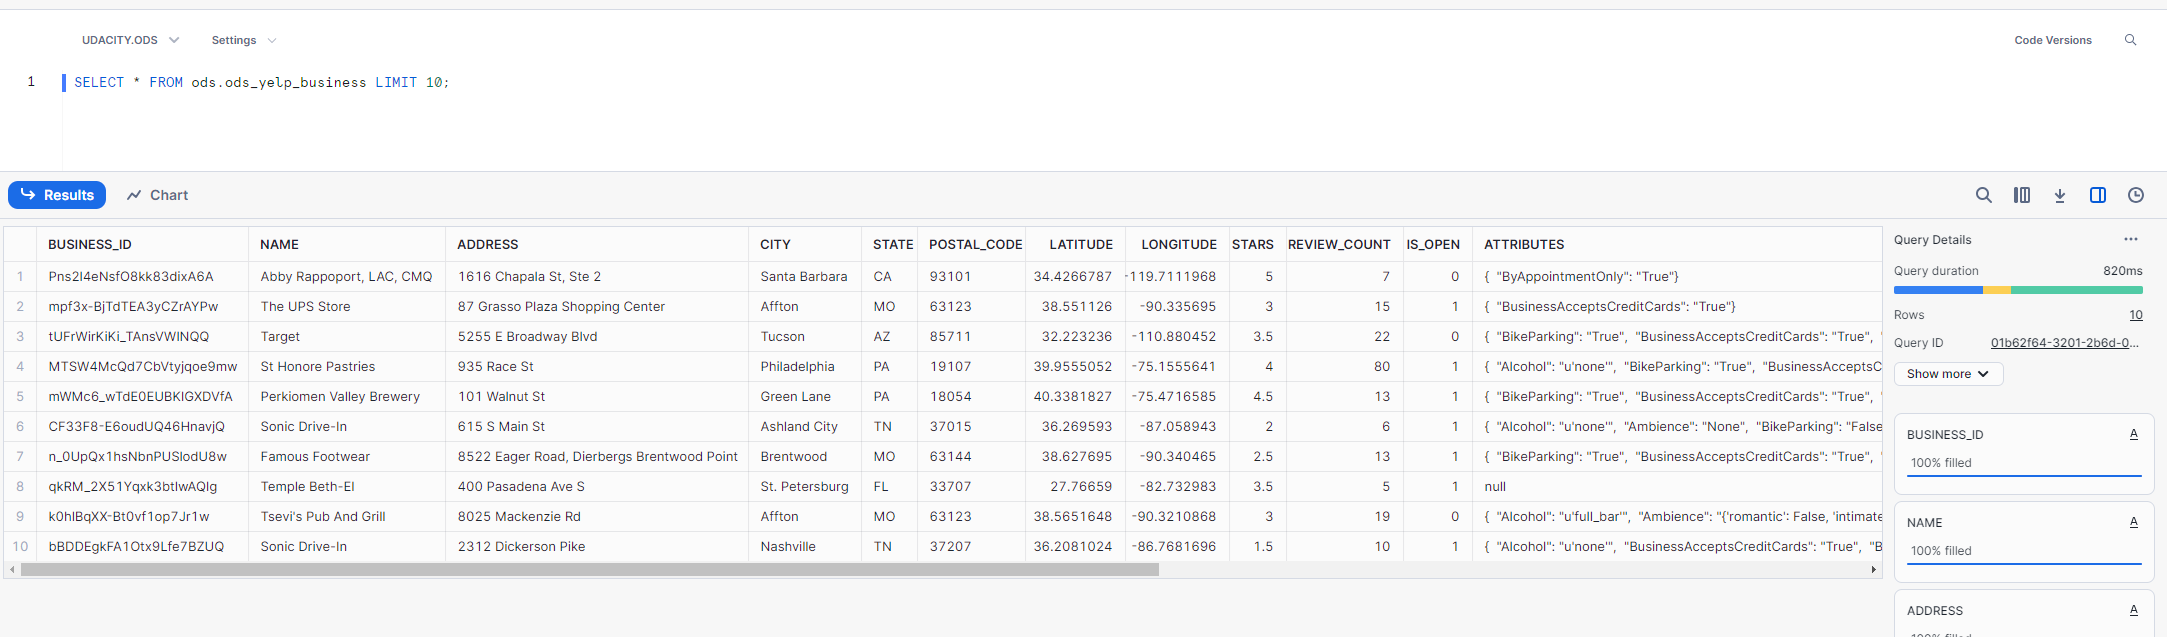 UDACITY.ODS Settings Code Versions
1 SELECT * FROM ods.ods_yelp_business LIMIT 10;
Results Chart
BUSINESS_ID NAME ADDRESS CITY STATE POSTAL_CODE LATITUDE LONGITUDE STARS REVIEW_COUNT IS_OPEN ATTRIBUTES
1 Pns2l4eNsfO8kk83dixA6A Abby Rappoport, LAC, CMQ 1616 Chapala St, Ste 2 Santa Barbara CA 93101 34.4266787 -119.7111968 5 7 0 { "ByAppointmentOnly": "True"}
2 mpf3x-BjTdTEA3yCZrAYPw The UPS Store 87 Grasso Plaza Shopping Center Affton MO 63123 38.551126 -90.335695 3 15 1 { "BusinessAcceptsCreditCards": "True"}
3 tUFrWirKiKi_TAnsVWINQQ Target 5255 E Broadway Blvd Tucson AZ 85711 32.223236 -110.880452 3.5 22 0 { "BikeParking": "True", "BusinessAcceptsCreditCards": "True", "
4 MTSW4McQd7CbVtyjqoe9mw St Honore Pastries 935 Race St Philadelphia PA 19107 39.9555052 -75.1555641 4 80 1 { "Alcohol": "u'none'", "BikeParking": "True", "BusinessAcceptsC
5 mWMc6_wTdE0EUBKIGXDVfA Perkiomen Valley Brewery 101 Walnut St Green Lane PA 18054 40.3381827 -75.4716585 4.5 13 1 { "BikeParking": "True", "BusinessAcceptsCreditCards": "True", "
6 CF33F8-E6oudUQ46HnavjQ Sonic Drive-In 615 S Main St Ashland City TN 37015 36.269593 -87.058943 2 6 1 { "Alcohol": "u'none'", "Ambience": "None", "BikeParking": "False
7 n_0UpQx1hsNbnPUSlodU8w Famous Footwear 8522 Eager Road, Dierbergs Brentwood Point Brentwood MO 63144 38.627695 -90.340465 2.5 13 1 { "BikeParking": "True", "BusinessAcceptsCreditCards": "True", "
8 qkRM_2X51Yqxk3btlwAQIg Temple Beth-El 400 Pasadena Ave S St. Petersburg FL 33707 27.76659 -82.732983 3.5 5 1 null
9 k0hlBqXX-Bt0vf1op7Jr1w Tsevi's Pub And Grill 8025 Mackenzie Rd Affton MO 63123 38.5651648 -90.3210868 3 19 0 { "Alcohol": "u'full_bar'", "Ambience": "{'romantic': False, 'intimate
10 bBDDEgkFA1Otx9Lfe7BZUQ Sonic Drive-In 2312 Dickerson Pike Nashville TN 37207 36.2081024 -86.7681696 1.5 10 1 { "Alcohol": "u'none'", "BusinessAcceptsCreditCards": "True", "B
Query Details
Query duration 820ms
Rows 10
Query ID 01b62f64-3201-2b6d-0...
Show more
BUSINESS_ID A
100% filled
NAME A
100% filled
ADDRESS A
100% filled